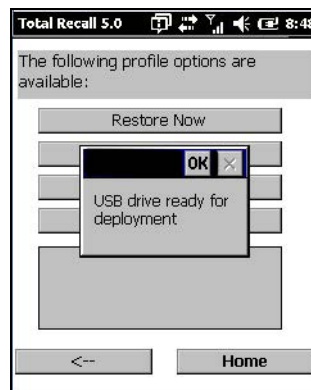 Total Recall 5.0 8:48
The following profile options are
available:
Restore Now
OK
USB drive ready for
deployment
<-- Home